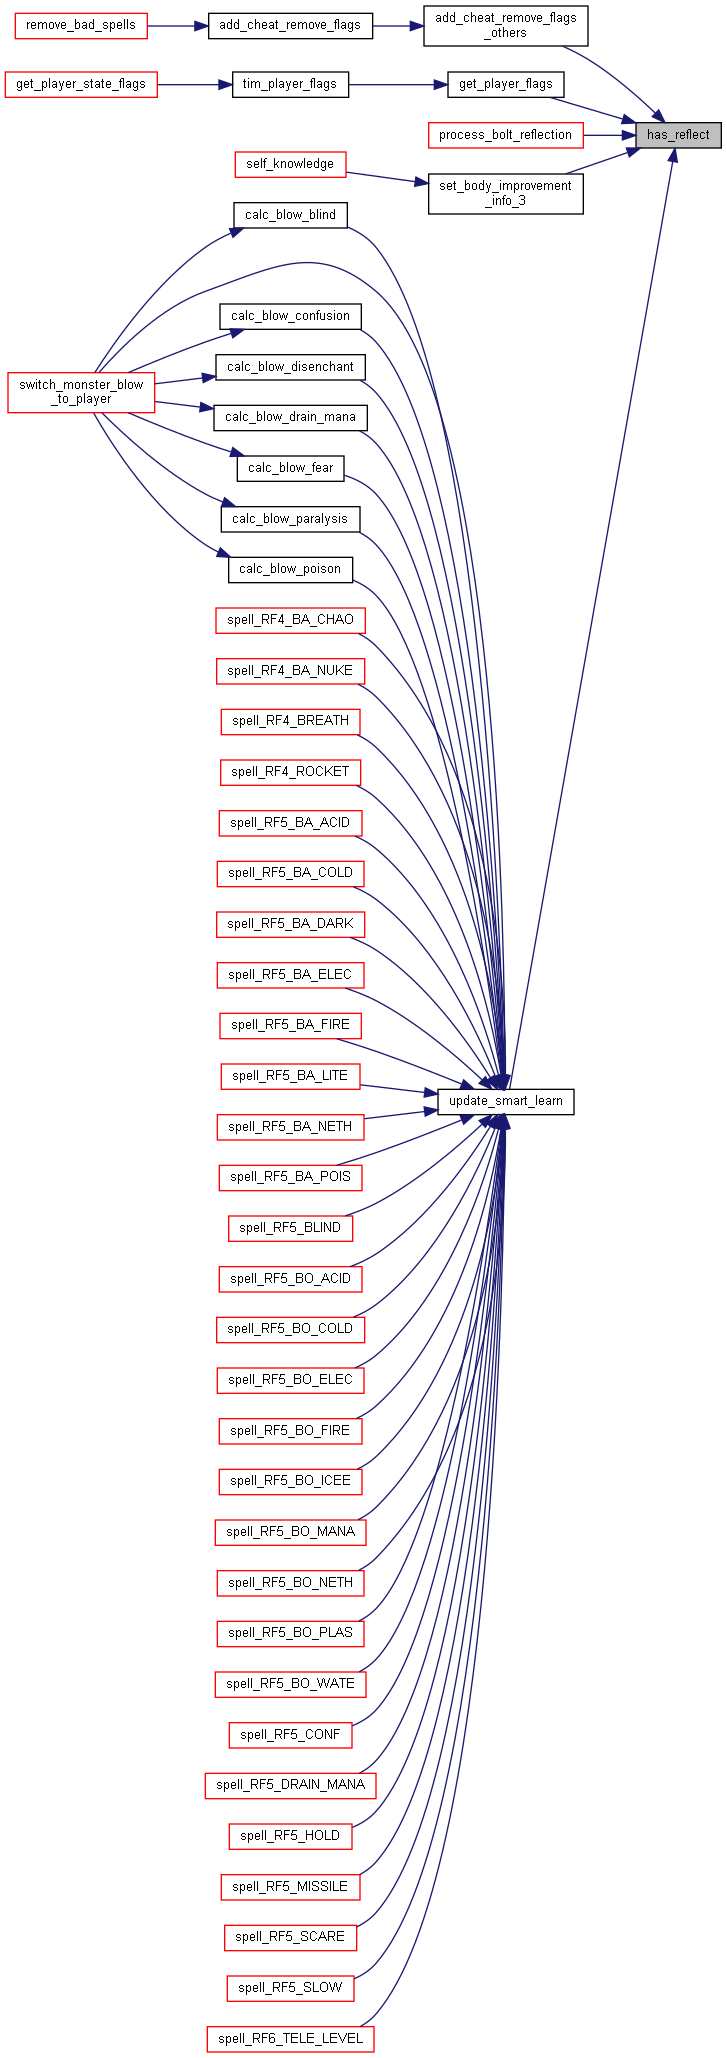 remove_bad_spells
add_cheat_remove_flags
add_cheat_remove_flags
_others
get_player_state_flags
tim_player_flags
get_player_flags
has_reflect
process_bolt_reflection
self_knowledge
set_body_improvement
_info_3
calc_blow_blind
calc_blow_confusion
calc_blow_disenchant
switch_monster_blow
_to_player
calc_blow_drain_mana
calc_blow_fear
calc_blow_paralysis
calc_blow_poison
spell_RF4_BA_CHAO
spell_RF4_BA_NUKE
spell_RF4_BREATH
spell_RF4_ROCKET
spell_RF5_BA_ACID
spell_RF5_BA_COLD
spell_RF5_BA_DARK
spell_RF5_BA_ELEC
spell_RF5_BA_FIRE
spell_RF5_BA_LITE
update_smart_learn
spell_RF5_BA_NETH
spell_RF5_BA_POIS
spell_RF5_BLIND
spell_RF5_BO_ACID
spell_RF5_BO_COLD
spell_RF5_BO_ELEC
spell_RF5_BO_FIRE
spell_RF5_BO_ICEE
spell_RF5_BO_MANA
spell_RF5_BO_NETH
spell_RF5_BO_PLAS
spell_RF5_BO_WATE
spell_RF5_CONF
spell_RF5_DRAIN_MANA
spell_RF5_HOLD
spell_RF5_MISSILE
spell_RF5_SCARE
spell_RF5_SLOW
spell_RF6_TELE_LEVEL